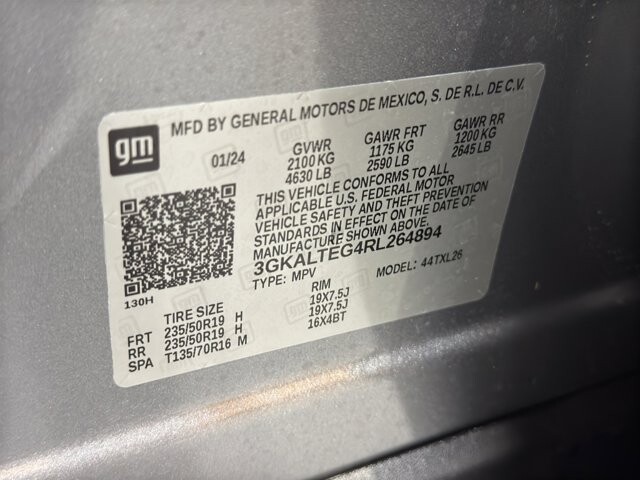 gm
MFD BY GENERAL MOTORS DE MEXICO, S. DE R.L. DE C.V.
01/24 GVWR GAWR FRT GAWR RR
2100 KG 1175 KG 1200 KG
4630 LB 2590 LB 2645 LB
THIS VEHICLE CONFORMS TO ALL
APPLICABLE U.S. FEDERAL MOTOR
VEHICLE SAFETY AND THEFT PREVENTION
STANDARDS IN EFFECT ON THE DATE OF
MANUFACTURE SHOWN ABOVE.
3GKALTEG4RL264894
TYPE: MPV MODEL: 44TXL26
130H
TIRE SIZE RIM
FRT 235/50R19 H 19X7.5J
RR 235/50R19 H 19X7.5J
SPA T135/70R16 M 16X4BT